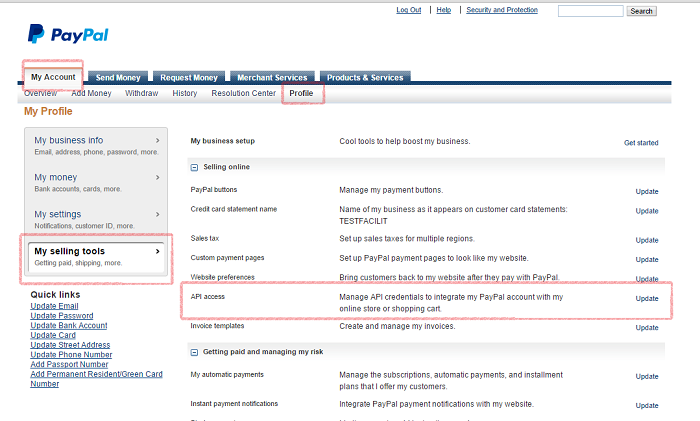 Log Out | Help | Security and Protection Search
PayPal
My Account Send Money Request Money Merchant Services Products & Services
Overview Add Money Withdraw History Resolution Center Profile
My Profile
My business info >
Email, address, phone, password, more.
My money >
Bank accounts, cards, more.
My settings >
Notifications, customer ID, more.
My selling tools >
Getting paid, shipping, more.
Quick links
Update Email
Update Password
Update Bank Account
Update Card
Update Street Address
Update Phone Number
Add Passport Number
Add Permanent Resident/Green Card
Number
My business setup Cool tools to help boost my business. Get started
Selling online
PayPal buttons Manage my payment buttons. Update
Credit card statement name Name of my business as it appears on customer card statements: Update
TESTFACILIT
Sales tax Set up sales taxes for multiple regions. Update
Custom payment pages Set up PayPal payment pages to look like my website. Update
Website preferences Bring customers back to my website after they pay with PayPal. Update
API access Manage API credentials to integrate my PayPal account with my Update
online store or shopping cart.
Invoice templates Create and manage my invoices. Update
Getting paid and managing my risk
My automatic payments Manage the subscriptions, automatic payments, and installment Update
plans that I offer my customers.
Instant payment notifications Integrate PayPal payment notifications with my website. Update